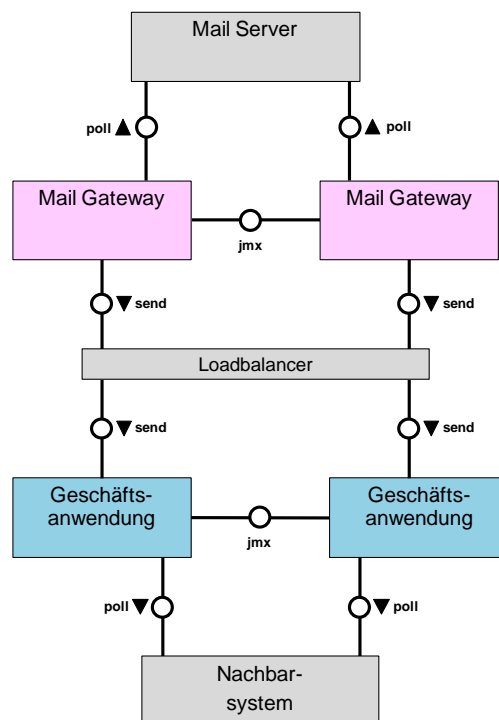 Mail Server
poll
poll
Mail Gateway
Mail Gateway
jmx
send
send
Loadbalancer
send
send
Geschäfts-
anwendung
Geschäfts-
anwendung
jmx
poll
poll
Nachbar-
system